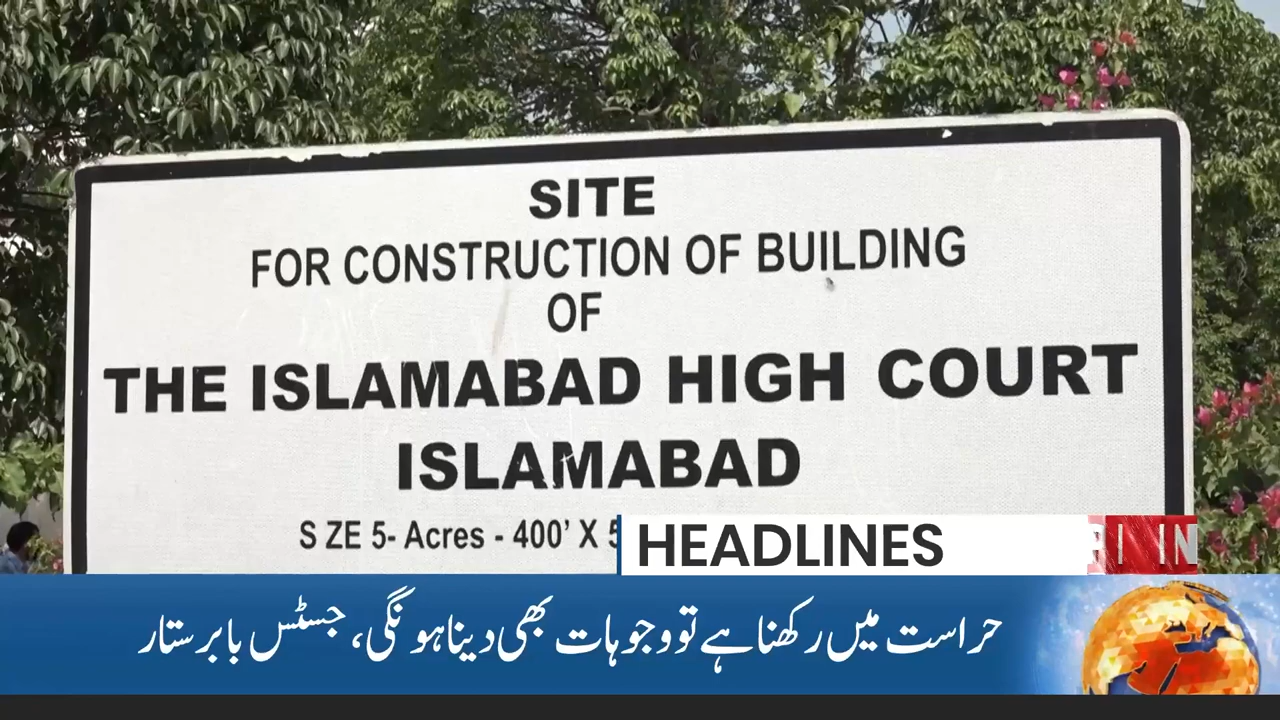 SITE
FOR CONSTRUCTION OF BUILDING
OF
THE ISLAMABAD HIGH COURT
ISLAMABAD
S ZE 5- Acres - 400' X 5
HEADLINES
حراست میں رکھنا ہے تو وجوہات بھی دینا ہونگی، جسٹس بابر ستار